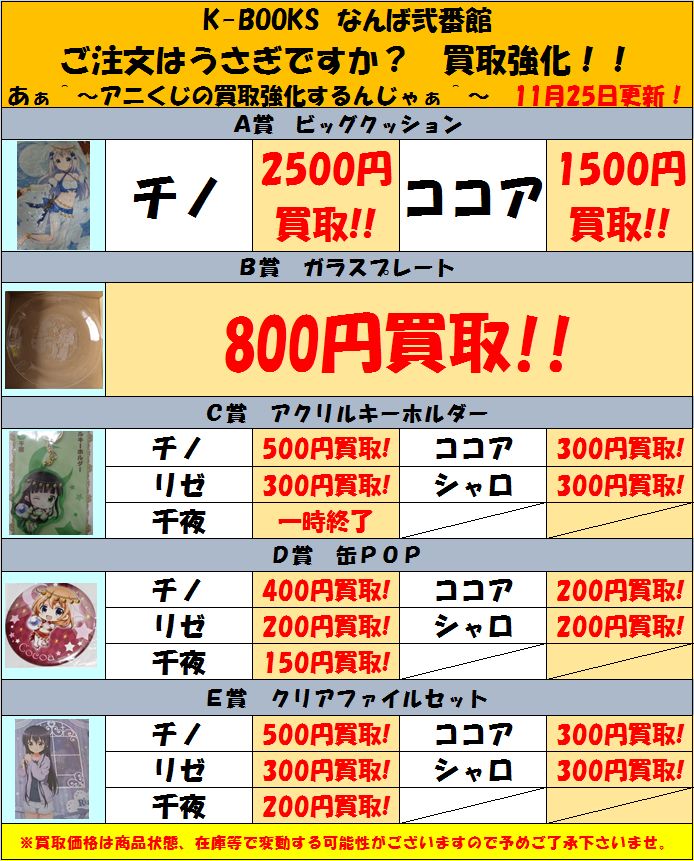 K-BOOKS なんば弐番館
ご注文はうさぎですか？ 買取強化！！
あぁ＾～アニくじの買取強化するんじゃぁ＾～ 11月25日更新！
A賞 ビッグクッション
チノ 2500円買取!! ココア 1500円買取!!
B賞 ガラスプレート
800円買取!!
C賞 アクリルキーホルダー
チノ 500円買取! ココア 300円買取!
リゼ 300円買取! シャロ 300円買取!
千夜 一時終了
D賞 缶POP
チノ 400円買取! ココア 200円買取!
リゼ 200円買取! シャロ 200円買取!
千夜 150円買取!
Cocoa
E賞 クリアファイルセット
チノ 500円買取! ココア 300円買取!
リゼ 300円買取! シャロ 300円買取!
千夜 200円買取!
※買取価格は商品状態、在庫等で変動する可能性がございますので予めご了承下さいませ。